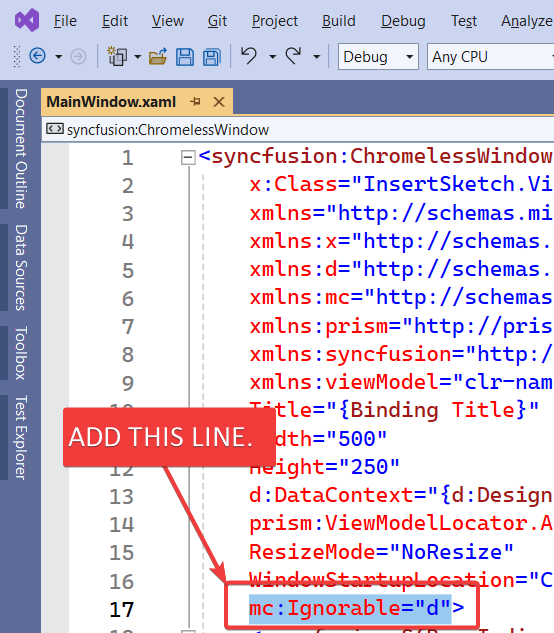 File Edit View Git Project Build Debug Test Analyze
Debug Any CPU
MainWindow.xaml
syncfusion:ChromelessWindow
Document Outline
Data Sources
Toolbox
Test Explorer
1 <syncfusion:ChromelessWindow
2 x:Class="InsertSketch.Vi
3 xmlns="http://schemas.mi
4 xmlns:x="http://schemas.
5 xmlns:d="http://schemas.
6 xmlns:mc="http://schemas
7 xmlns:prism="http://pris
8 xmlns:syncfusion="http:/
9 xmlns:viewModel="clr-nam
Title="{Binding Title}"
ADD THIS LINE.
dth="500"
12 Height="250"
13 d:DataContext="{d:Design
14 prism:ViewModelLocator.A
15 ResizeMode="NoResize"
16 WindowStartupLocation="C
17 mc:Ignorable="d">